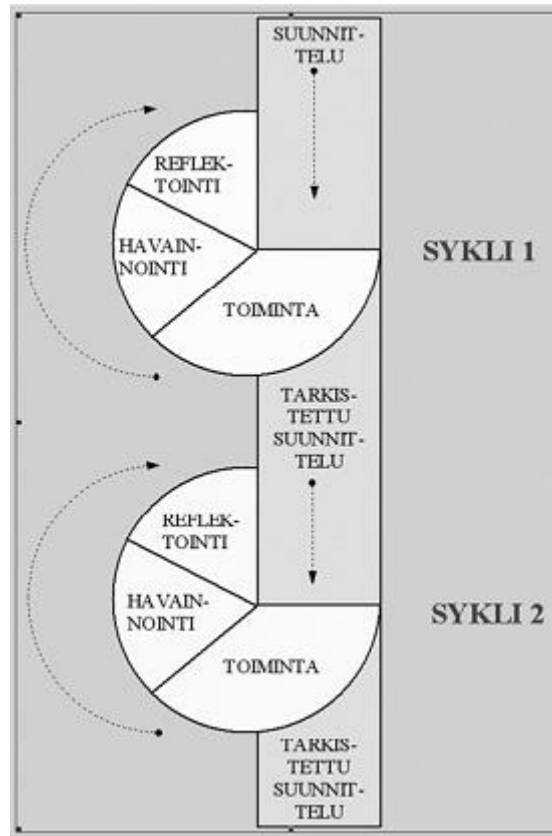 SUUNNIT-
TELU
REFLEK-
TOINTI
HAVAIN-
NOINTI
TOIMINTA
SYKLI 1
TARKIS-
TETTU
SUUNNIT-
TELU
REFLEK-
TOINTI
HAVAIN-
NOINTI
TOIMINTA
SYKLI 2
TARKIS-
TETTU
SUUNNIT-
TELU